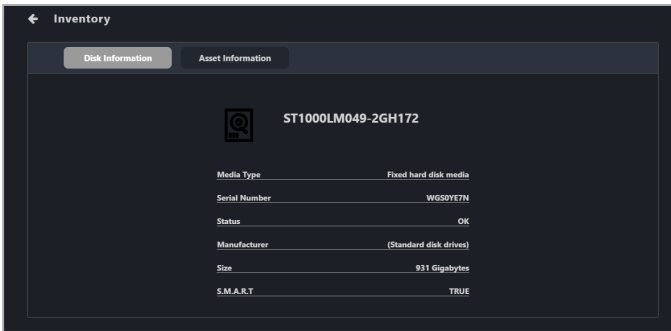 Inventory
Disk Information Asset Information
ST1000LM049-2GH172
Media Type Fixed hard disk media
Serial Number WGS0YE7N
Status OK
Manufacturer (Standard disk drives)
Size 931 Gigabytes
S.M.A.R.T TRUE